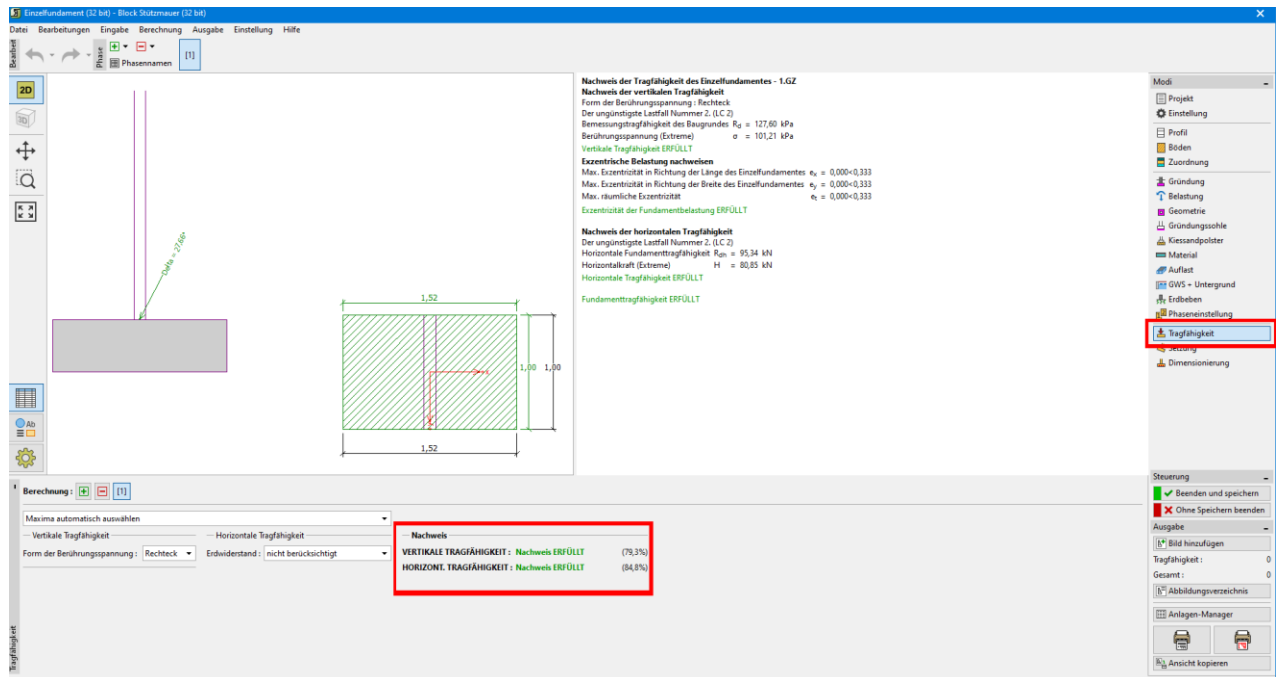 Einzelfundament (32 bit) - Block Stützmauer (32 bit)
Datei Bearbeitungen Eingabe Berechnung Ausgabe Einstellung Hilfe
Bearbeit
Phase
Phasennamen
[1]
2D
3D
Ab
Delta = 27,66°
1,52
1,00 1,00
+x
1,52
Nachweis der Tragfähigkeit des Einzelfundamentes - 1.GZ
Nachweis der vertikalen Tragfähigkeit
Form der Berührungsspannung : Rechteck
Der ungünstigste Lastfall Nummer 2. (LC 2)
Bemessungstragfähigkeit des Baugrundes Rd = 127,60 kPa
Berührungsspannung (Extreme) σ = 101,21 kPa
Vertikale Tragfähigkeit ERFÜLLT
Exzentrische Belastung nachweisen
Max. Exzentrizität in Richtung der Länge des Einzelfundamentes ex = 0,000<0,333
Max. Exzentrizität in Richtung der Breite des Einzelfundamentes ey = 0,000<0,333
Max. räumliche Exzentrizität et = 0,000<0,333
Exzentrizität der Fundamentbelastung ERFÜLLT
Nachweis der horizontalen Tragfähigkeit
Der ungünstigste Lastfall Nummer 2. (LC 2)
Horizontale Fundamenttragfähigkeit Rdh = 95,34 kN
Horizontalkraft (Extreme) H = 80,85 kN
Horizontale Tragfähigkeit ERFÜLLT
Fundamenttragfähigkeit ERFÜLLT
Modi
Projekt
Einstellung
Profil
Böden
Zuordnung
Gründung
Belastung
Geometrie
Gründungssohle
Kiessandpolster
Material
Auflast
GWS + Untergrund
Erdbeben
Phaseneinstellung
Tragfähigkeit
Setzung
Dimensionierung
Berechnung : [1]
Maxima automatisch auswählen
Vertikale Tragfähigkeit
Form der Berührungsspannung : Rechteck
Horizontale Tragfähigkeit
Erdwiderstand : nicht berücksichtigt
Nachweis
VERTIKALE TRAGFÄHIGKEIT : Nachweis ERFÜLLT (79,3%)
HORIZONT. TRAGFÄHIGKEIT : Nachweis ERFÜLLT (84,8%)
Tragfähigkeit
Steuerung
Beenden und speichern
Ohne Speichern beenden
Ausgabe
Bild hinzufügen
Tragfähigkeit : 0
Gesamt : 0
Abbildungsverzeichnis
Anlagen-Manager
Ansicht kopieren